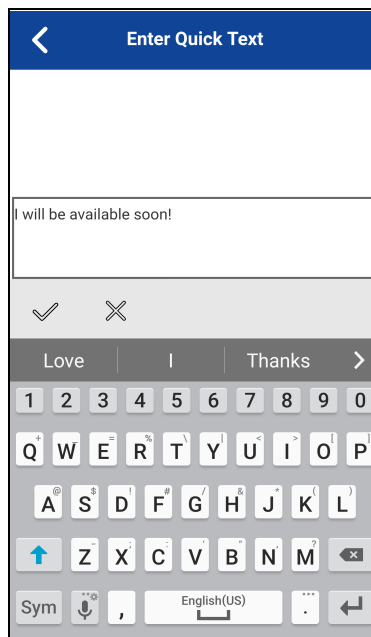 Enter Quick Text
I will be available soon!
Love I Thanks
1 2 3 4 5 6 7 8 9 0
Q+ W_ E= R% T\ Y| U< I> O[ P]
A@ S$ D! F# G/ H& J* K( L)
Z- X' C: V' B" N, M?
Sym , English(US) .